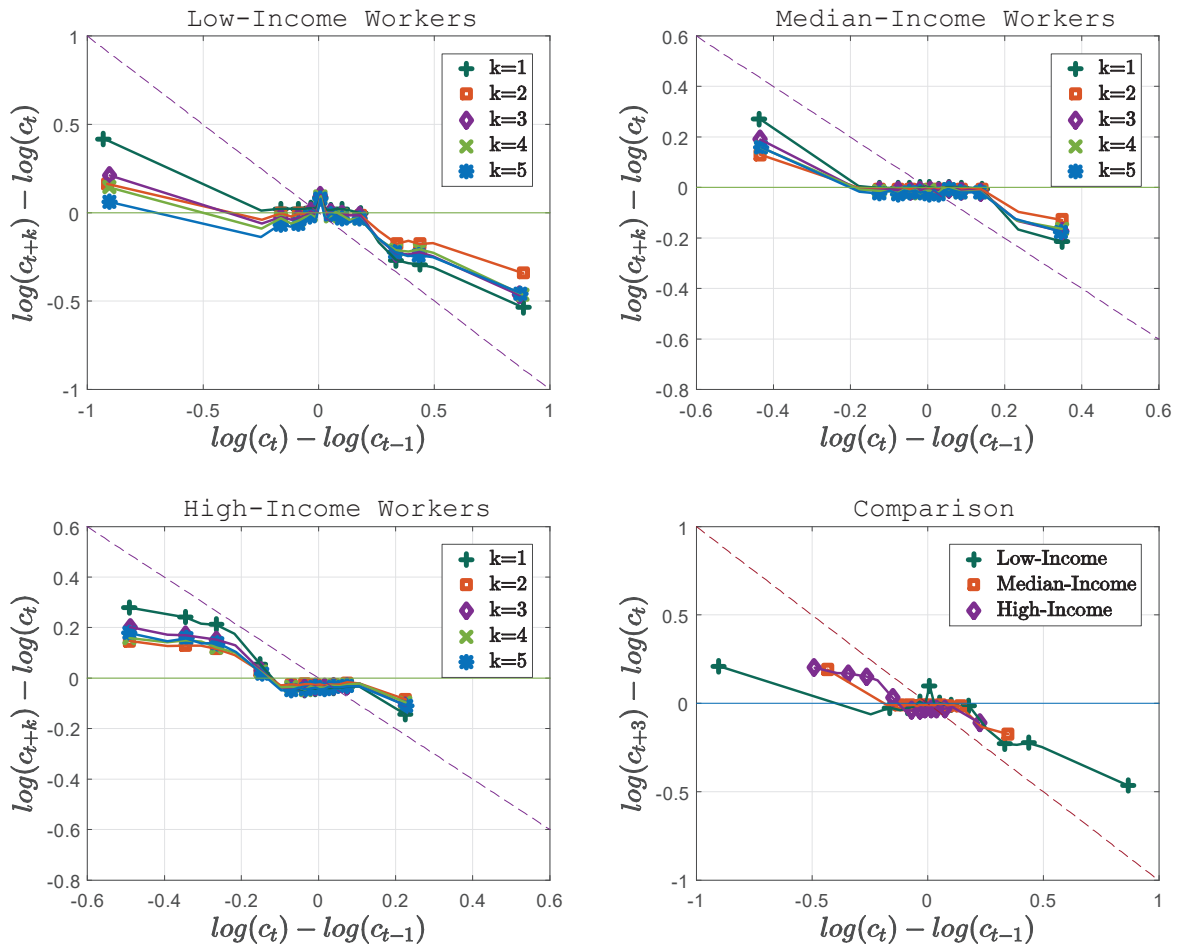 Low-Income Workers
1
0.5
0
-0.5
-1
-1
-0.5
0
0.5
1
log(c_{t+k}) − log(c_t)
log(c_t) − log(c_{t−1})
k=1
k=2
k=3
k=4
k=5
Median-Income Workers
0.6
0.4
0.2
0
-0.2
-0.4
-0.6
-0.8
-0.6
-0.4
-0.2
0
0.2
0.4
0.6
log(c_{t+k}) − log(c_t
log(c_t) − log(c_{t−1})
k=1
k=2
k=3
k=4
k=5
High-Income Workers
0.6
0.4
0.2
0
-0.2
-0.4
-0.6
-0.8
-0.6
-0.4
-0.2
0
0.2
0.4
0.6
log(c_{t+k}) − log(c_t
log(c_t) − log(c_{t−1})
k=1
k=2
k=3
k=4
k=5
Comparison
1
0.5
0
-0.5
-1
-1
-0.5
0
0.5
1
log(c_{t+3}) − log(c_t
log(c_t) − log(c_{t−1})
Low-Income
Median-Income
High-Income